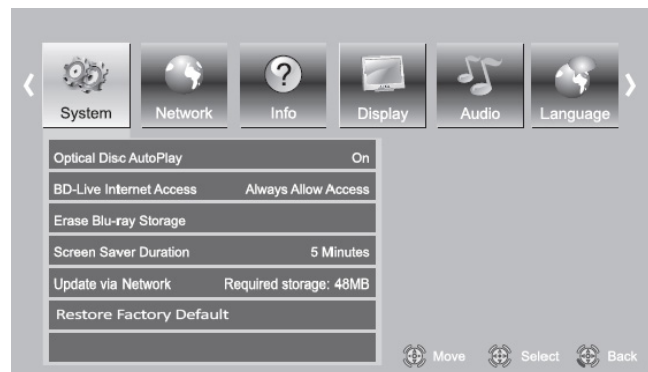 System Network Info Display Audio Language
Optical Disc AutoPlay On
BD-Live Internet Access Always Allow Access
Erase Blu-ray Storage
Screen Saver Duration 5 Minutes
Update via Network Required storage: 48MB
Restore Factory Default
Move Select Back